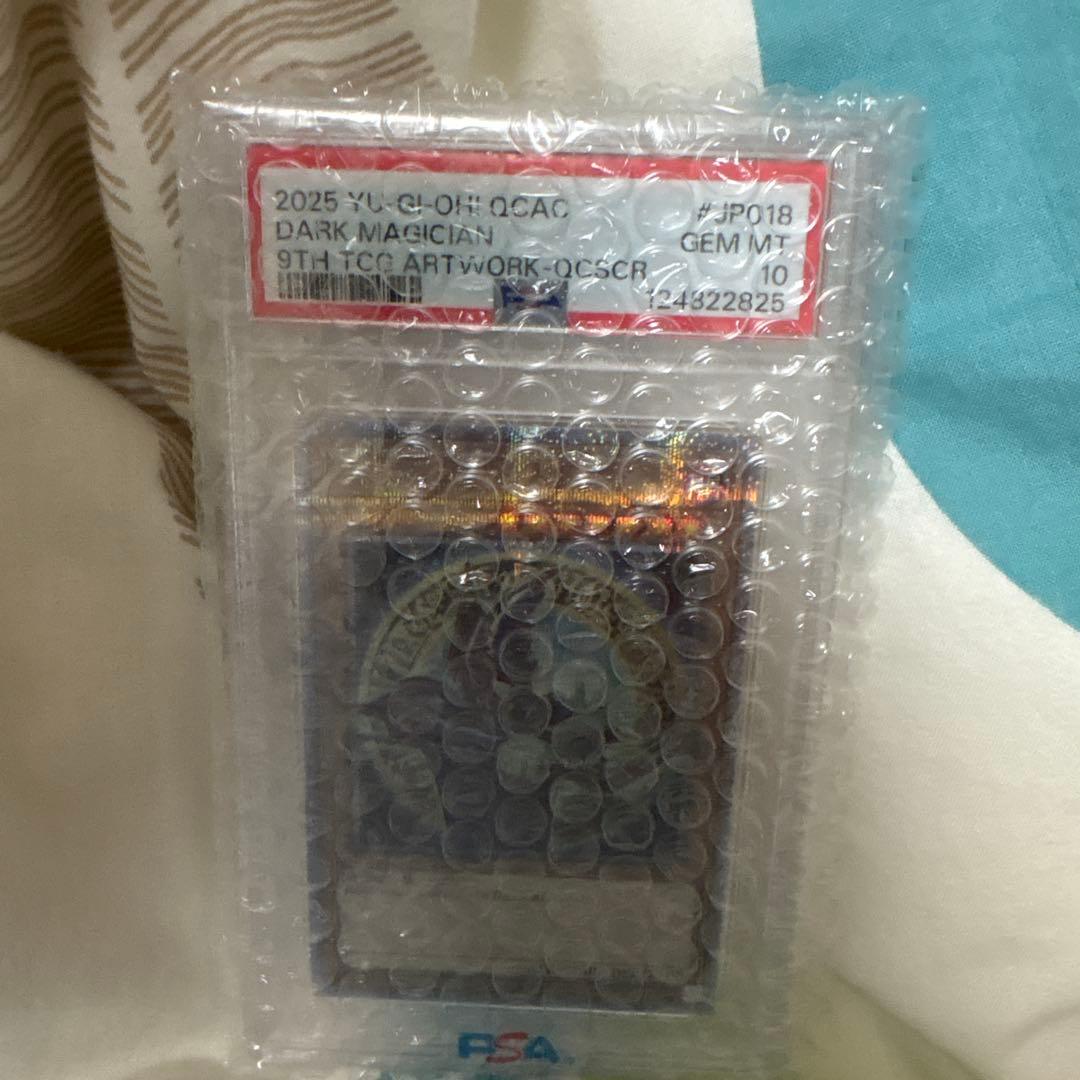 2025 YU-GI-OH! QCAC #JP018
DARK MAGICIAN GEM MT
9TH TCG ARTWORK-QCSCR 10
124822825
PSA